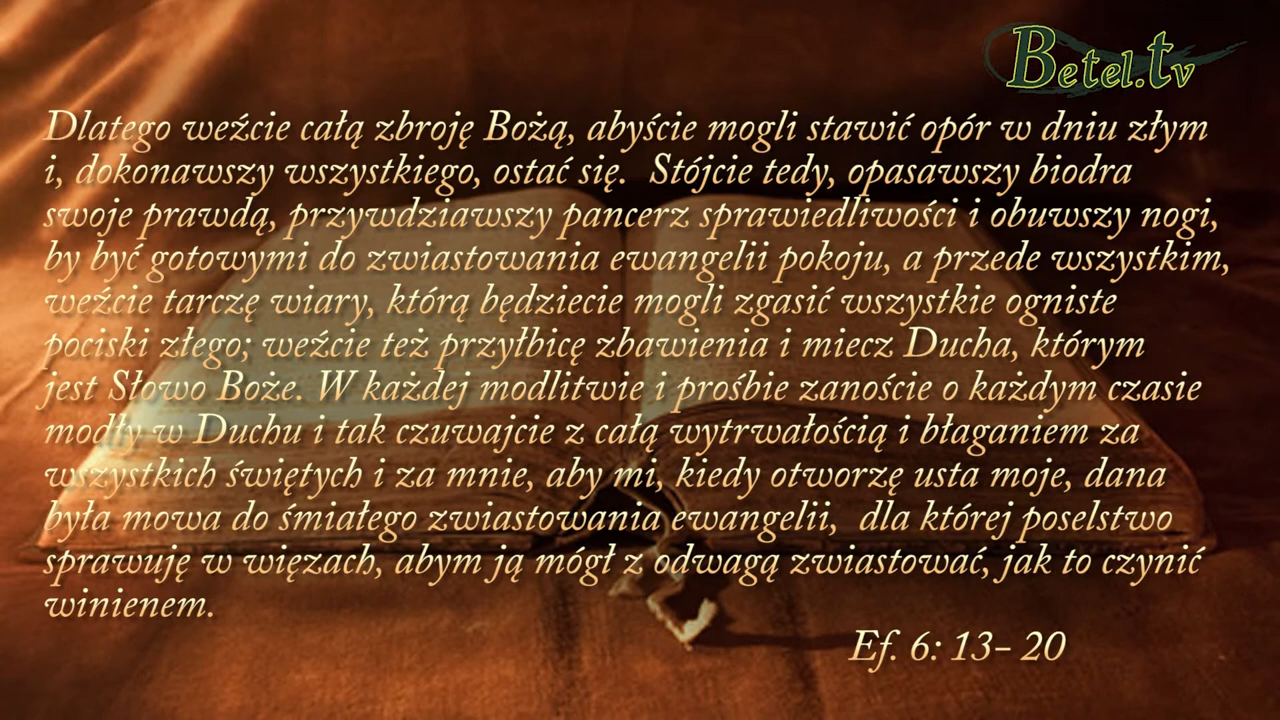 Betel.tv
Dlatego weźcie całą zbroję Bożą, abyście mogli stawić opór w dniu złym
i, dokonawszy wszystkiego, ostać się. Stójcie tedy, opasawszy biodra
swoje prawdą, przywdziawszy pancerz sprawiedliwości i obuwszy nogi,
by być gotowymi do zwiastowania ewangelii pokoju, a przede wszystkim,
weźcie tarczę wiary, którą będziecie mogli zgasić wszystkie ogniste
pociski złego; weźcie też przyłbicę zbawienia i miecz Ducha, którym
jest Słowo Boże. W każdej modlitwie i prośbie zanoście o każdym czasie
modły w Duchu i tak czuwajcie z całą wytrwałością i błaganiem za
wszystkich świętych i za mnie, aby mi, kiedy otworzę usta moje, dana
była mowa do śmiałego zwiastowania ewangelii, dla której poselstwo
sprawuję w więzach, abym ją mógł z odwagą zwiastować, jak to czynić
winienem.
Ef. 6: 13– 20